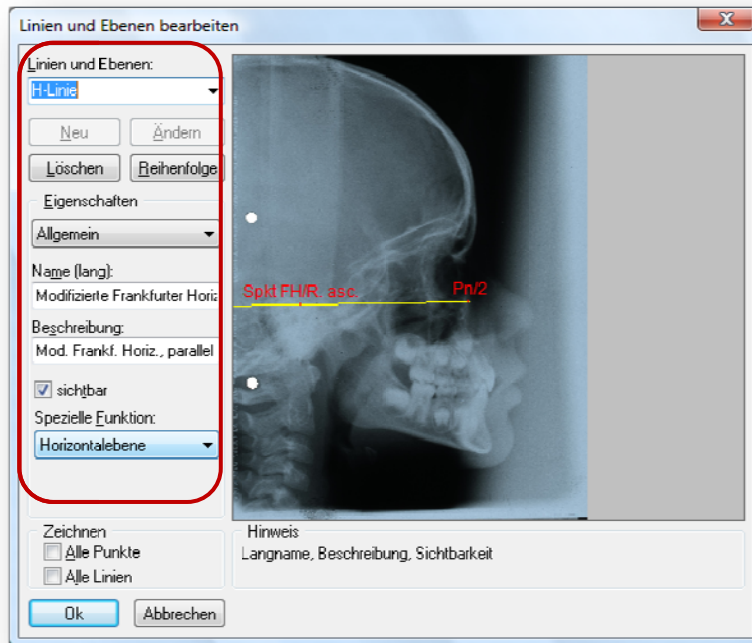 Linien und Ebenen bearbeiten
Linien und Ebenen:
H-Linie
Neu
Ändern
Löschen
Reihenfolge
Eigenschaften
Allgemein
Name (lang):
Modifizierte Frankfurter Horiz
Beschreibung:
Mod. Frankf. Horiz., parallel
sichtbar
Spezielle Funktion:
Horizontalebene
Spkt FH/R. asc.
Pn/2
Zeichnen
Alle Punkte
Alle Linien
Hinweis
Langname, Beschreibung, Sichtbarkeit
Ok
Abbrechen